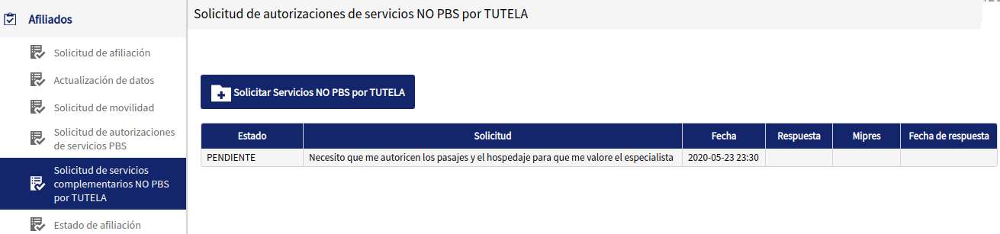 Afiliados
Solicitud de afiliación
Actualización de datos
Solicitud de movilidad
Solicitud de autorizaciones
de servicios PBS
Solicitud de servicios
complementarios NO PBS
por TUTELA
Estado de afiliación
Solicitud de autorizaciones de servicios NO PBS por TUTELA
Solicitar Servicios NO PBS por TUTELA
Estado Solicitud Fecha Respuesta Mipres Fecha de respuesta
PENDIENTE Necesito que me autoricen los pasajes y el hospedaje para que me valore el especialista 2020-05-23 23:30